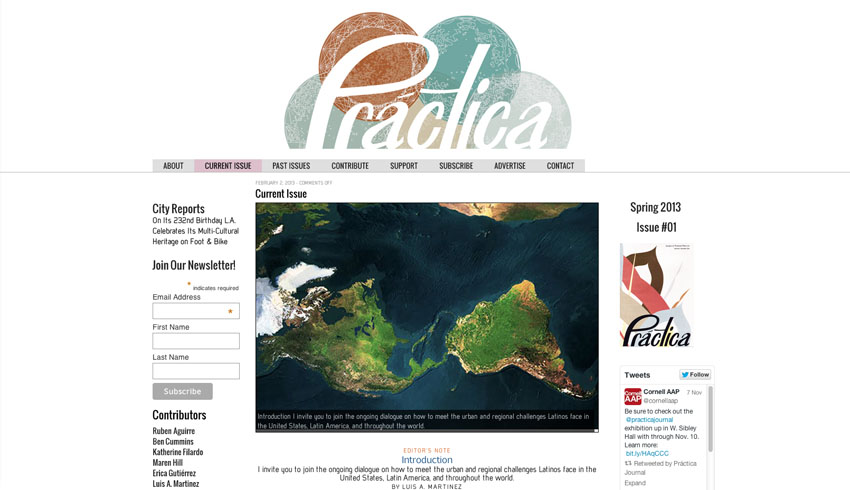 Práctica
ABOUT CURRENT ISSUE PAST ISSUES CONTRIBUTE SUPPORT SUBSCRIBE ADVERTISE CONTACT
City Reports
On Its 232nd Birthday L.A.
Celebrates Its Multi-Cultural
Heritage on Foot & Bike
Join Our Newsletter!
* indicates required
Email Address
*
First Name
Last Name
Subscribe
Contributors
Ruben Aguirre
Ben Cummins
Katherine Filardo
Maren Hill
Erica Gutiérrez
Luis A. Martinez
FEBRUARY 2, 2013 - COMMENTS OFF
Current Issue
Introduction I invite you to join the ongoing dialogue on how to meet the urban and regional challenges Latinos face in
the United States, Latin America, and throughout the world.
EDITOR'S NOTE
Introduction
I invite you to join the ongoing dialogue on how to meet the urban and regional challenges Latinos face in the United States,
Latin America, and throughout the world.
BY LUIS A. MARTINEZ
Spring 2013
Issue #01
Práctica
Tweets
Follow
Cornell AAP
7 Nov
@cornellaap
Cornell AAP
Be sure to check out the
@practicaJournal
exhibition up in W. Sibley
Hall with through Nov. 10.
Learn more:
bit.ly/HAqCCC
Retweeted by Práctica
Journal
Expand